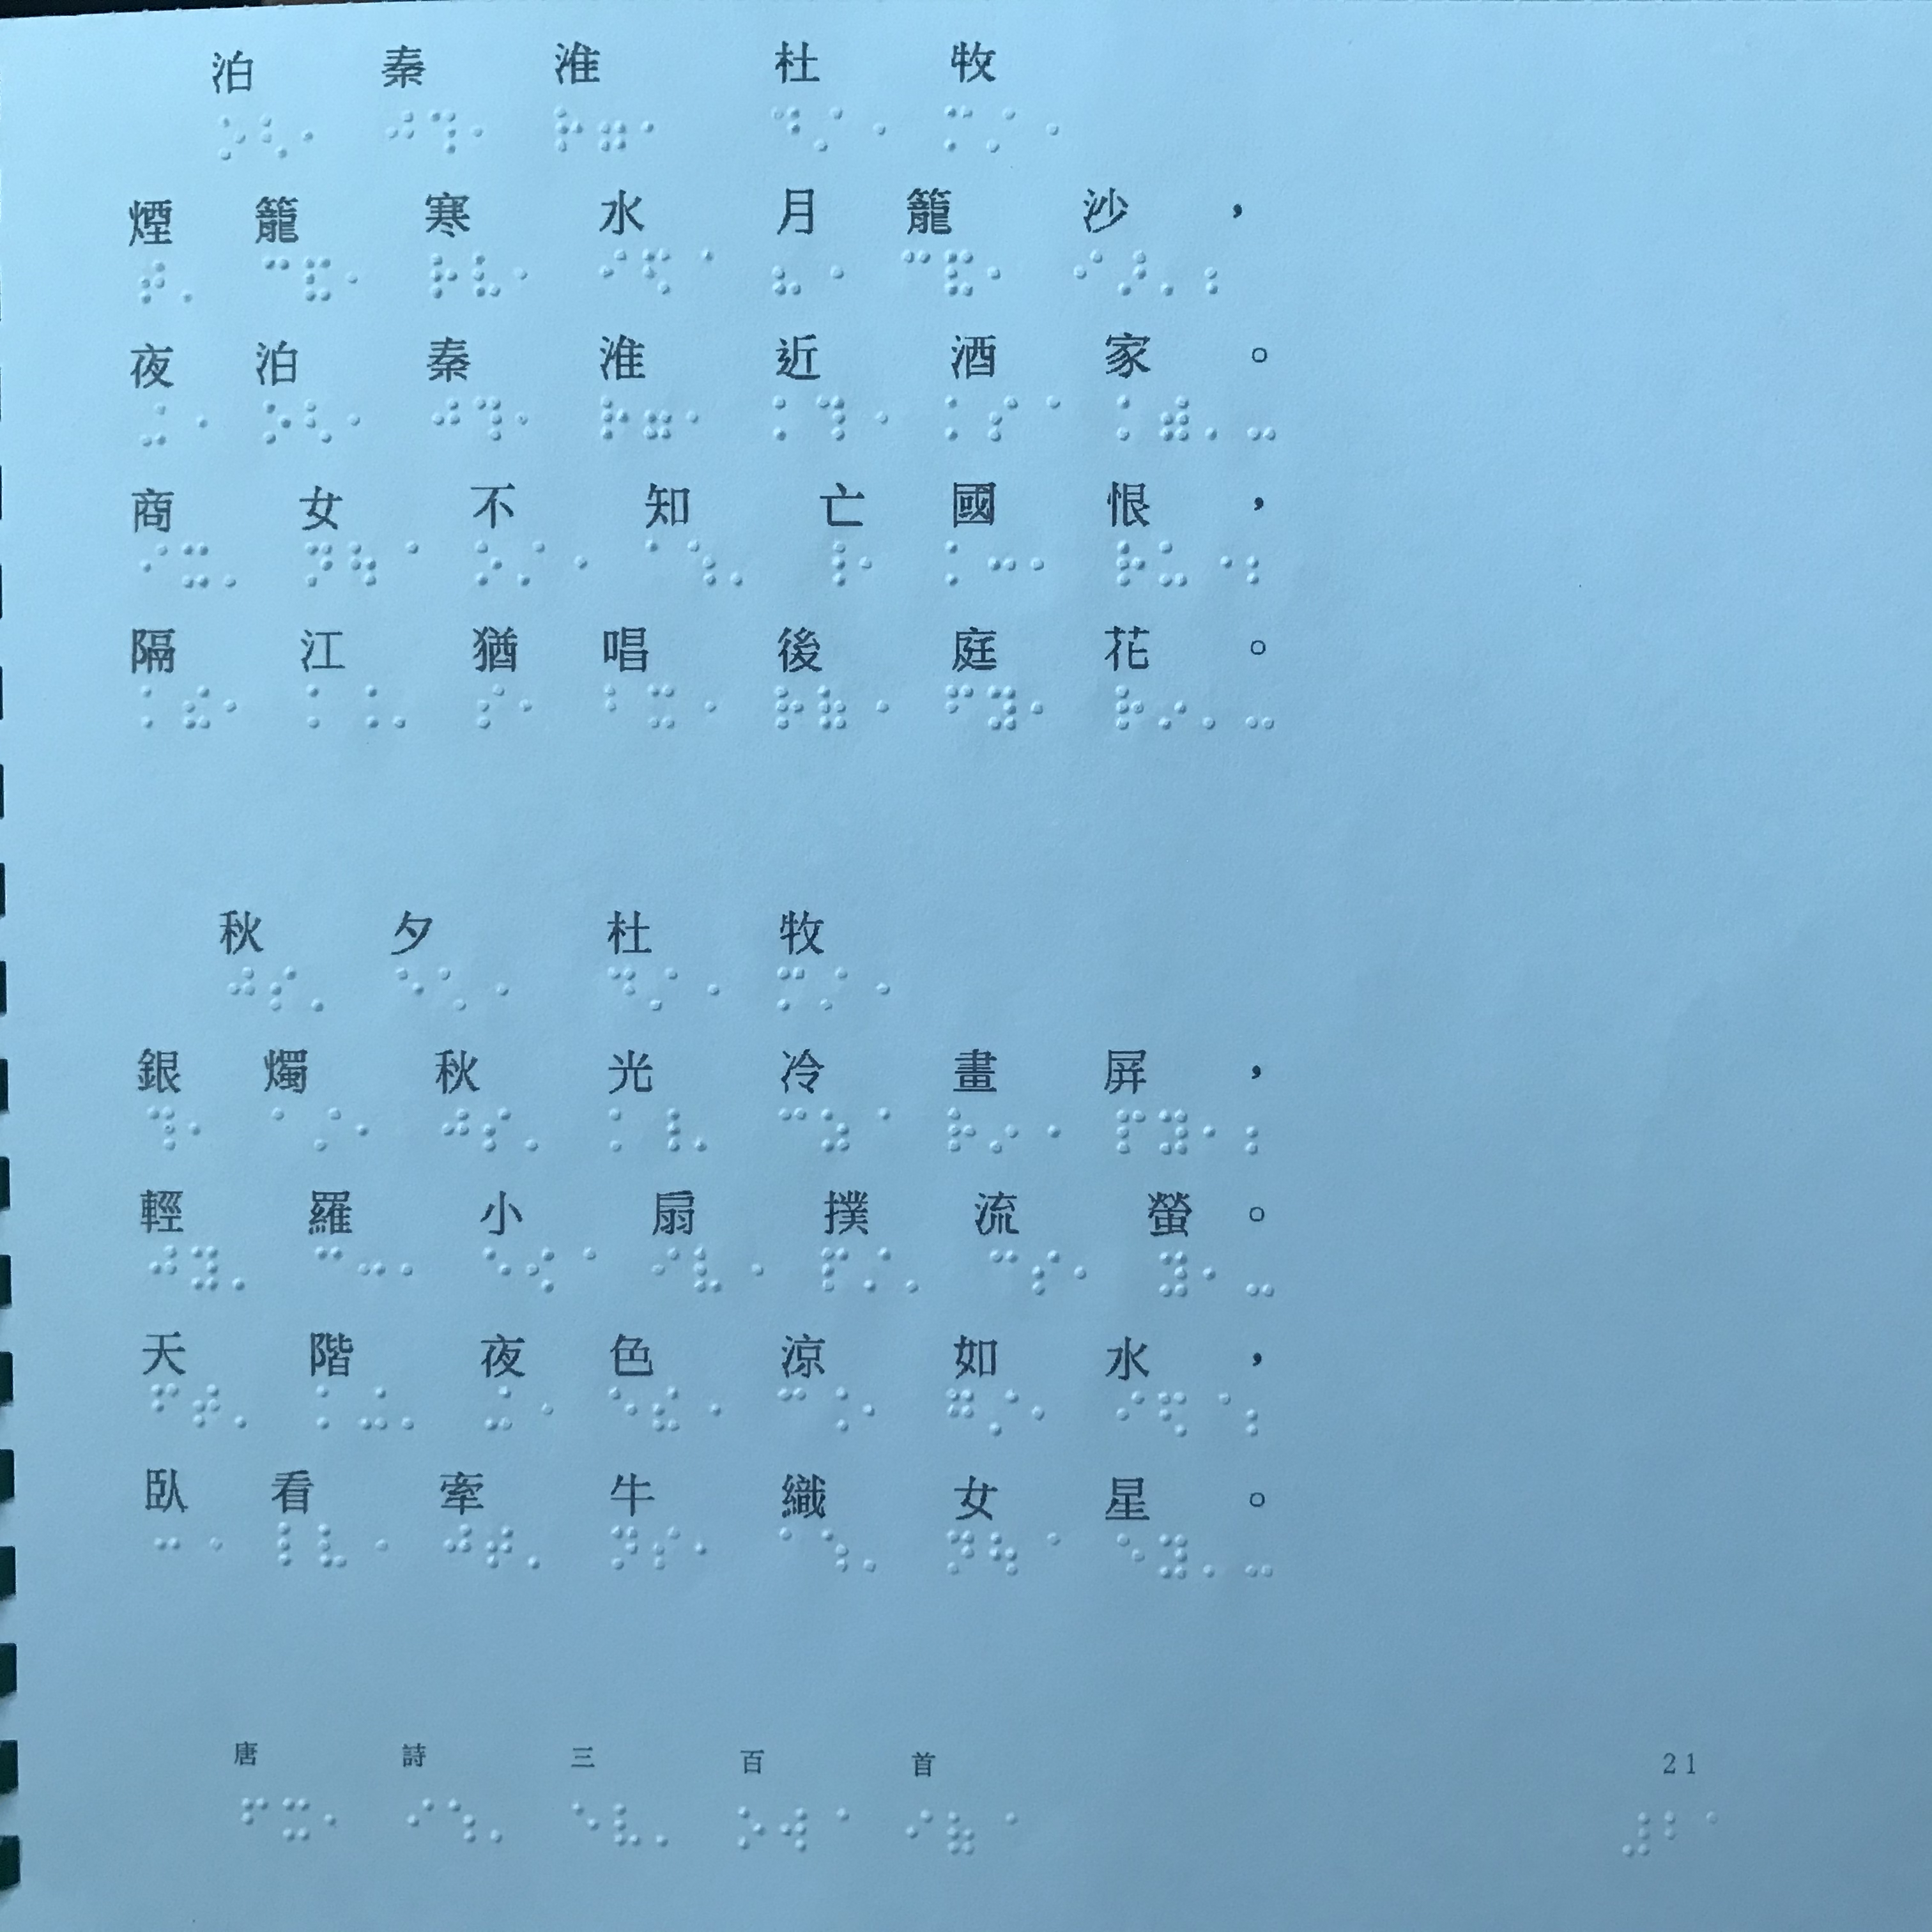 泊秦淮 杜牧
煙籠寒水月籠沙，
夜泊秦淮近酒家。
商女不知亡國恨，
隔江猶唱後庭花。
秋夕 杜牧
銀燭秋光冷畫屏，
輕羅小扇撲流螢。
天階夜色涼如水，
臥看牽牛織女星。
唐詩三百首 21